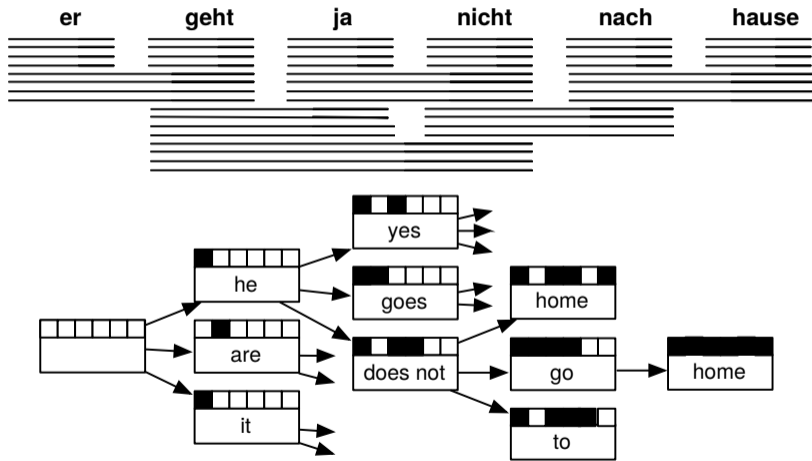 er geht ja nicht nach hause
yes
he
goes
home
are
does not
go
home
it
to